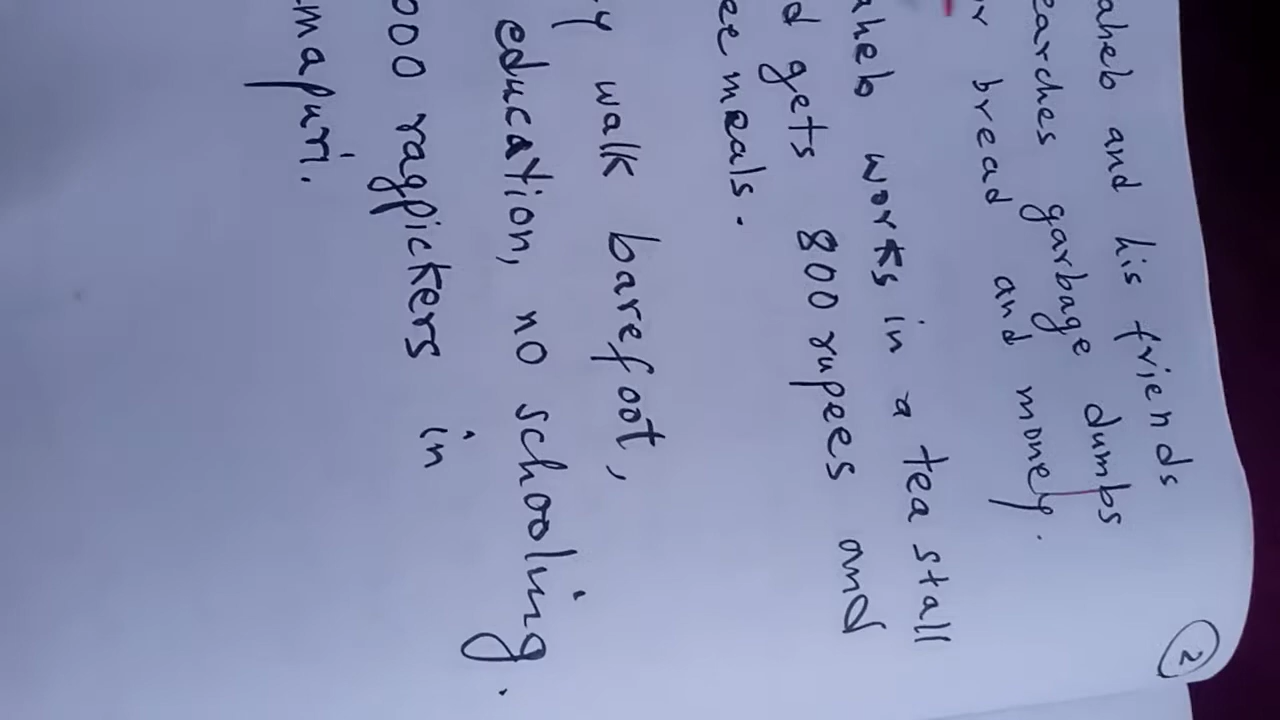 2
aheb and his friends
earches garbage dumbs
r bread and money.
aheb works in a tea stall
d gets 800 rupees and
ee meals.
y walk barefoot,
education, no schooling.
000 ragpickers in
mapuri.